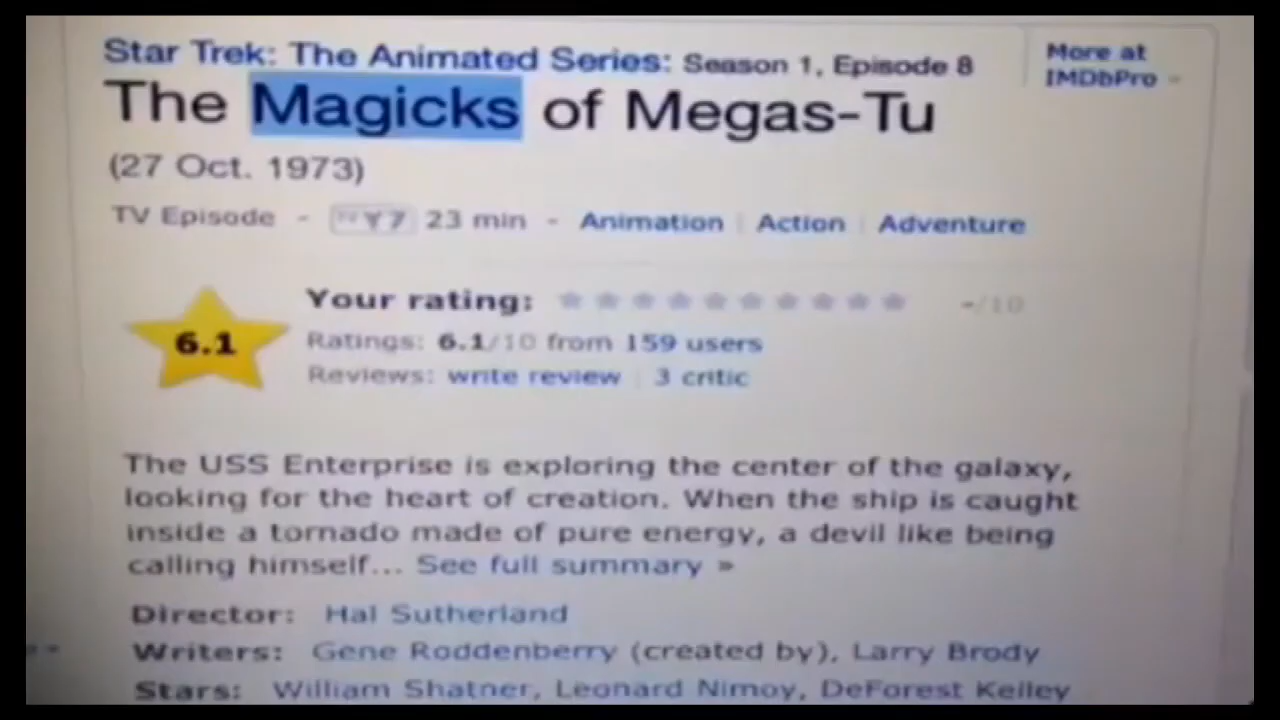 Star Trek: The Animated Series: Season 1, Episode 8
More at
IMDbPro
The Magicks of Megas-Tu
(27 Oct. 1973)
TV Episode - Y7 23 min - Animation | Action | Adventure
6.1
Your rating: -/10
Ratings: 6.1/10 from 159 users
Reviews: write review | 3 critic
The USS Enterprise is exploring the center of the galaxy,
looking for the heart of creation. When the ship is caught
inside a tornado made of pure energy, a devil like being
calling himself... See full summary »
Director: Hal Sutherland
Writers: Gene Roddenberry (created by), Larry Brody
Stars: William Shatner, Leonard Nimoy, DeForest Kelley